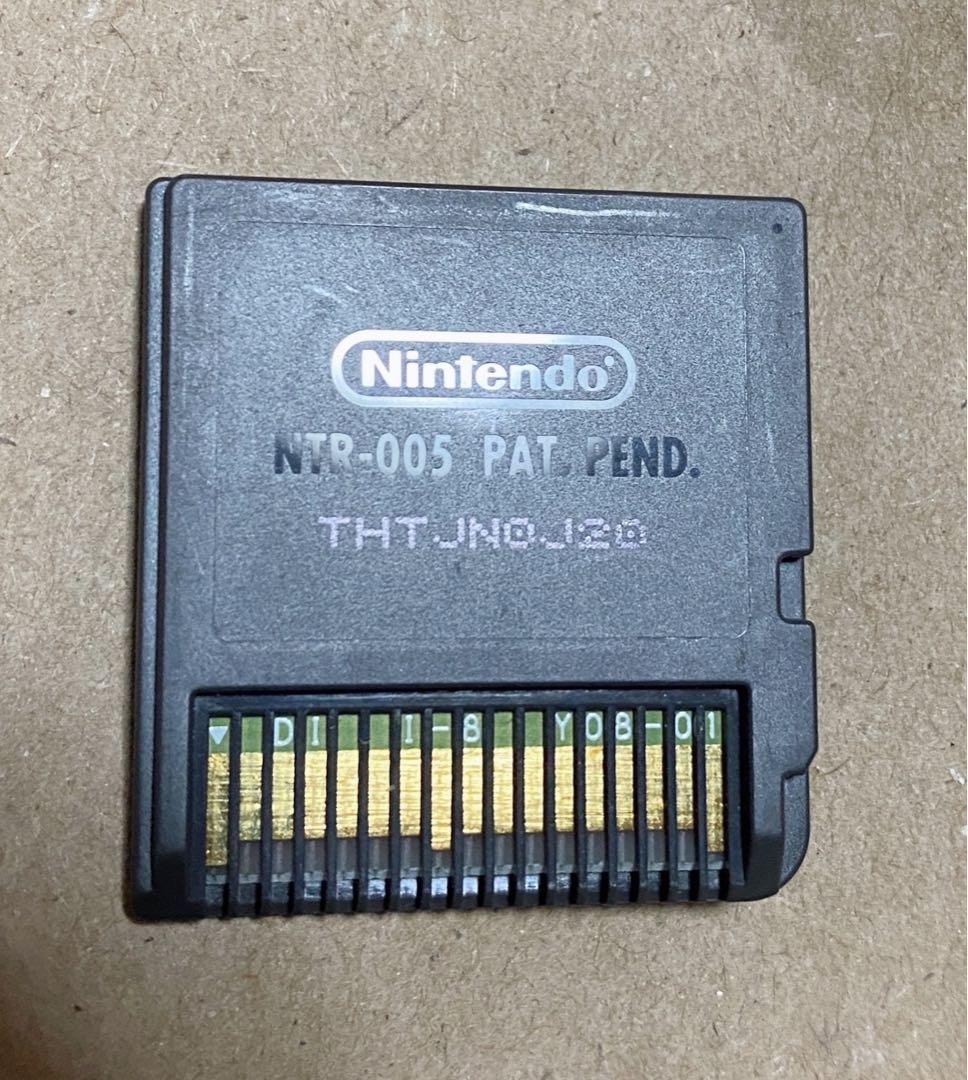 Nintendo
NTR-005 PAT. PEND.
THTJN0J20
▼ DI I-8 Y08-01